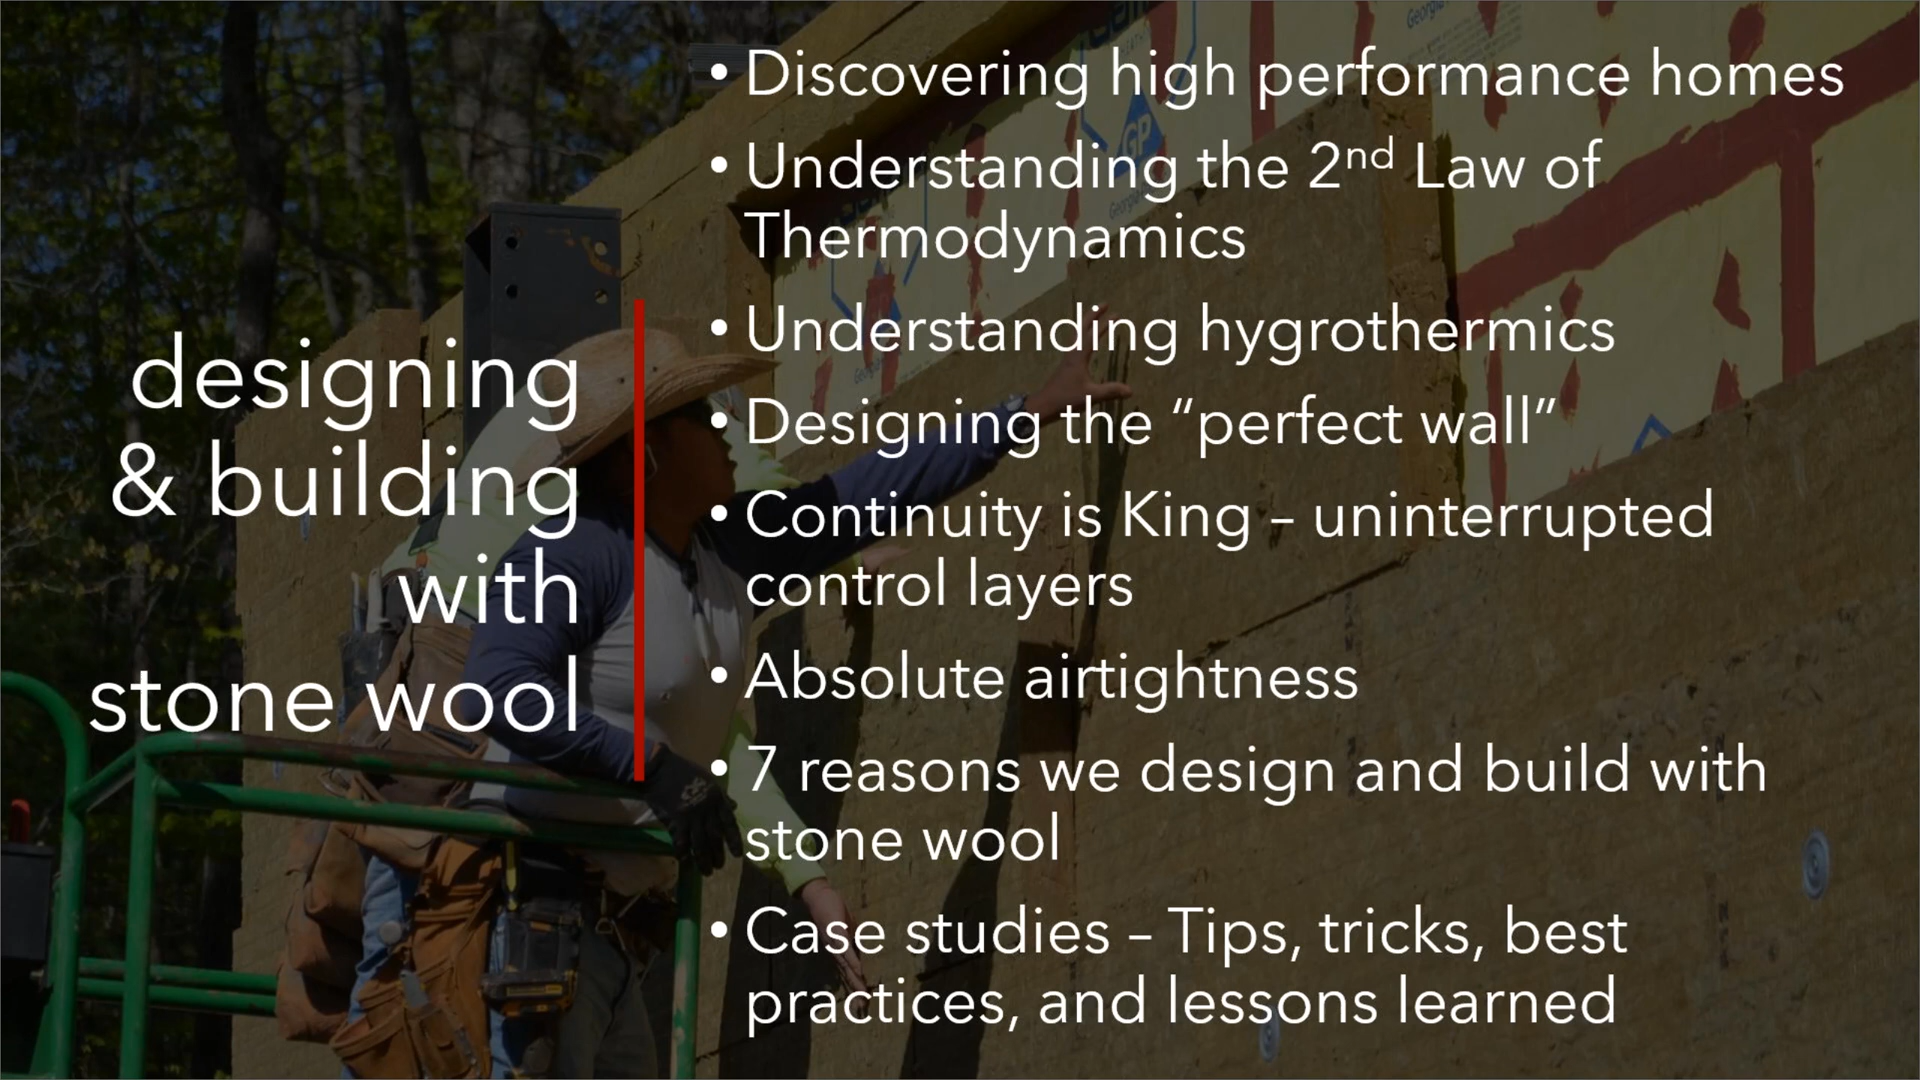 designing
& building
with
stone wool
• Discovering high performance homes
• Understanding the 2nd Law of
Thermodynamics
• Understanding hygrothermics
• Designing the “perfect wall”
• Continuity is King – uninterrupted
control layers
• Absolute airtightness
• 7 reasons we design and build with
stone wool
• Case studies – Tips, tricks, best
practices, and lessons learned
GP